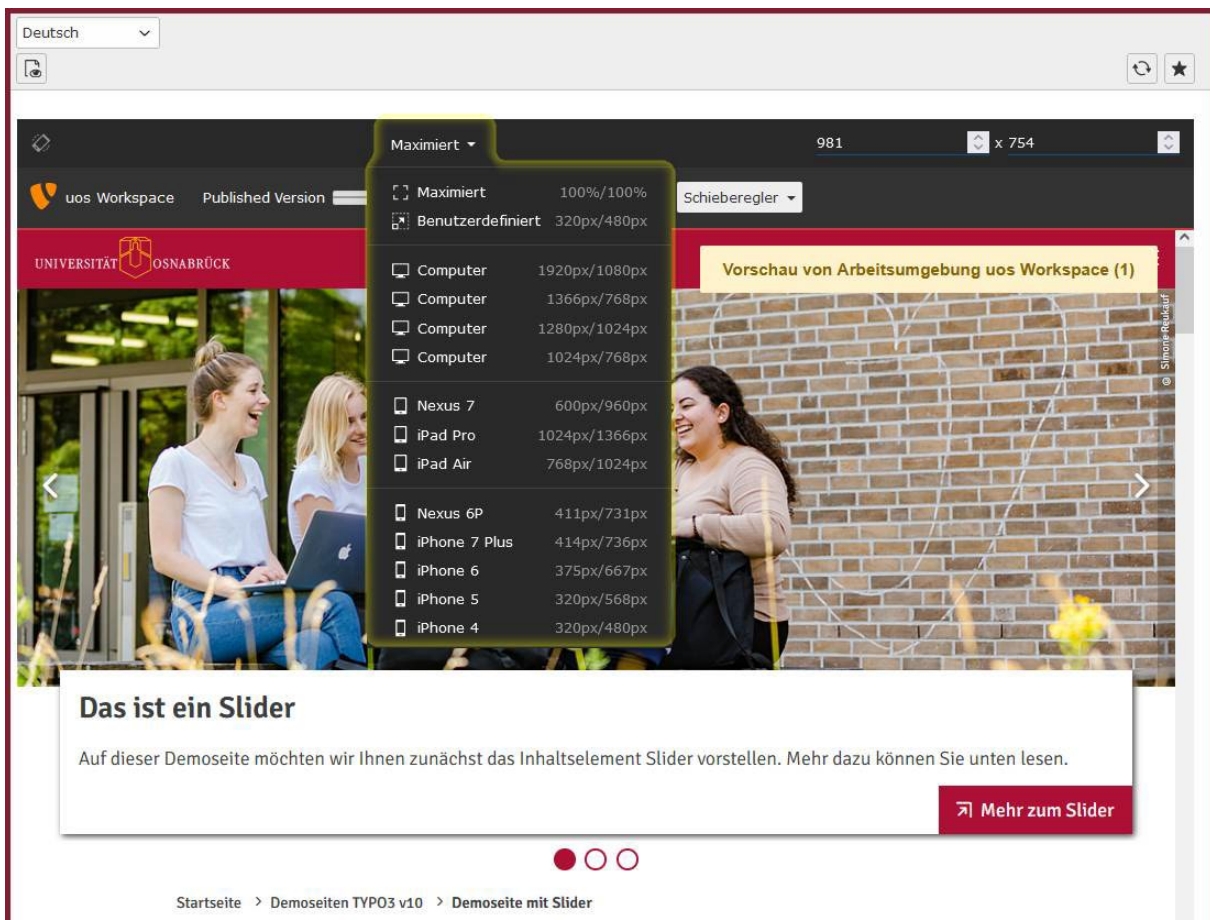 Deutsch
Maximiert
981 x 754
uos Workspace Published Version Schieberegler
Maximiert 100%/100%
Benutzerdefiniert 320px/480px
Computer 1920px/1080px
Computer 1366px/768px
Computer 1280px/1024px
Computer 1024px/768px
Nexus 7 600px/960px
iPad Pro 1024px/1366px
iPad Air 768px/1024px
Nexus 6P 411px/731px
iPhone 7 Plus 414px/736px
iPhone 6 375px/667px
iPhone 5 320px/568px
iPhone 4 320px/480px
UNIVERSITÄT OSNABRÜCK
Vorschau von Arbeitsumgebung uos Workspace (1)
© Simone Reukauf
Das ist ein Slider
Auf dieser Demoseite möchten wir Ihnen zunächst das Inhaltselement Slider vorstellen. Mehr dazu können Sie unten lesen.
Mehr zum Slider
Startseite > Demoseiten TYPO3 v10 > Demoseite mit Slider